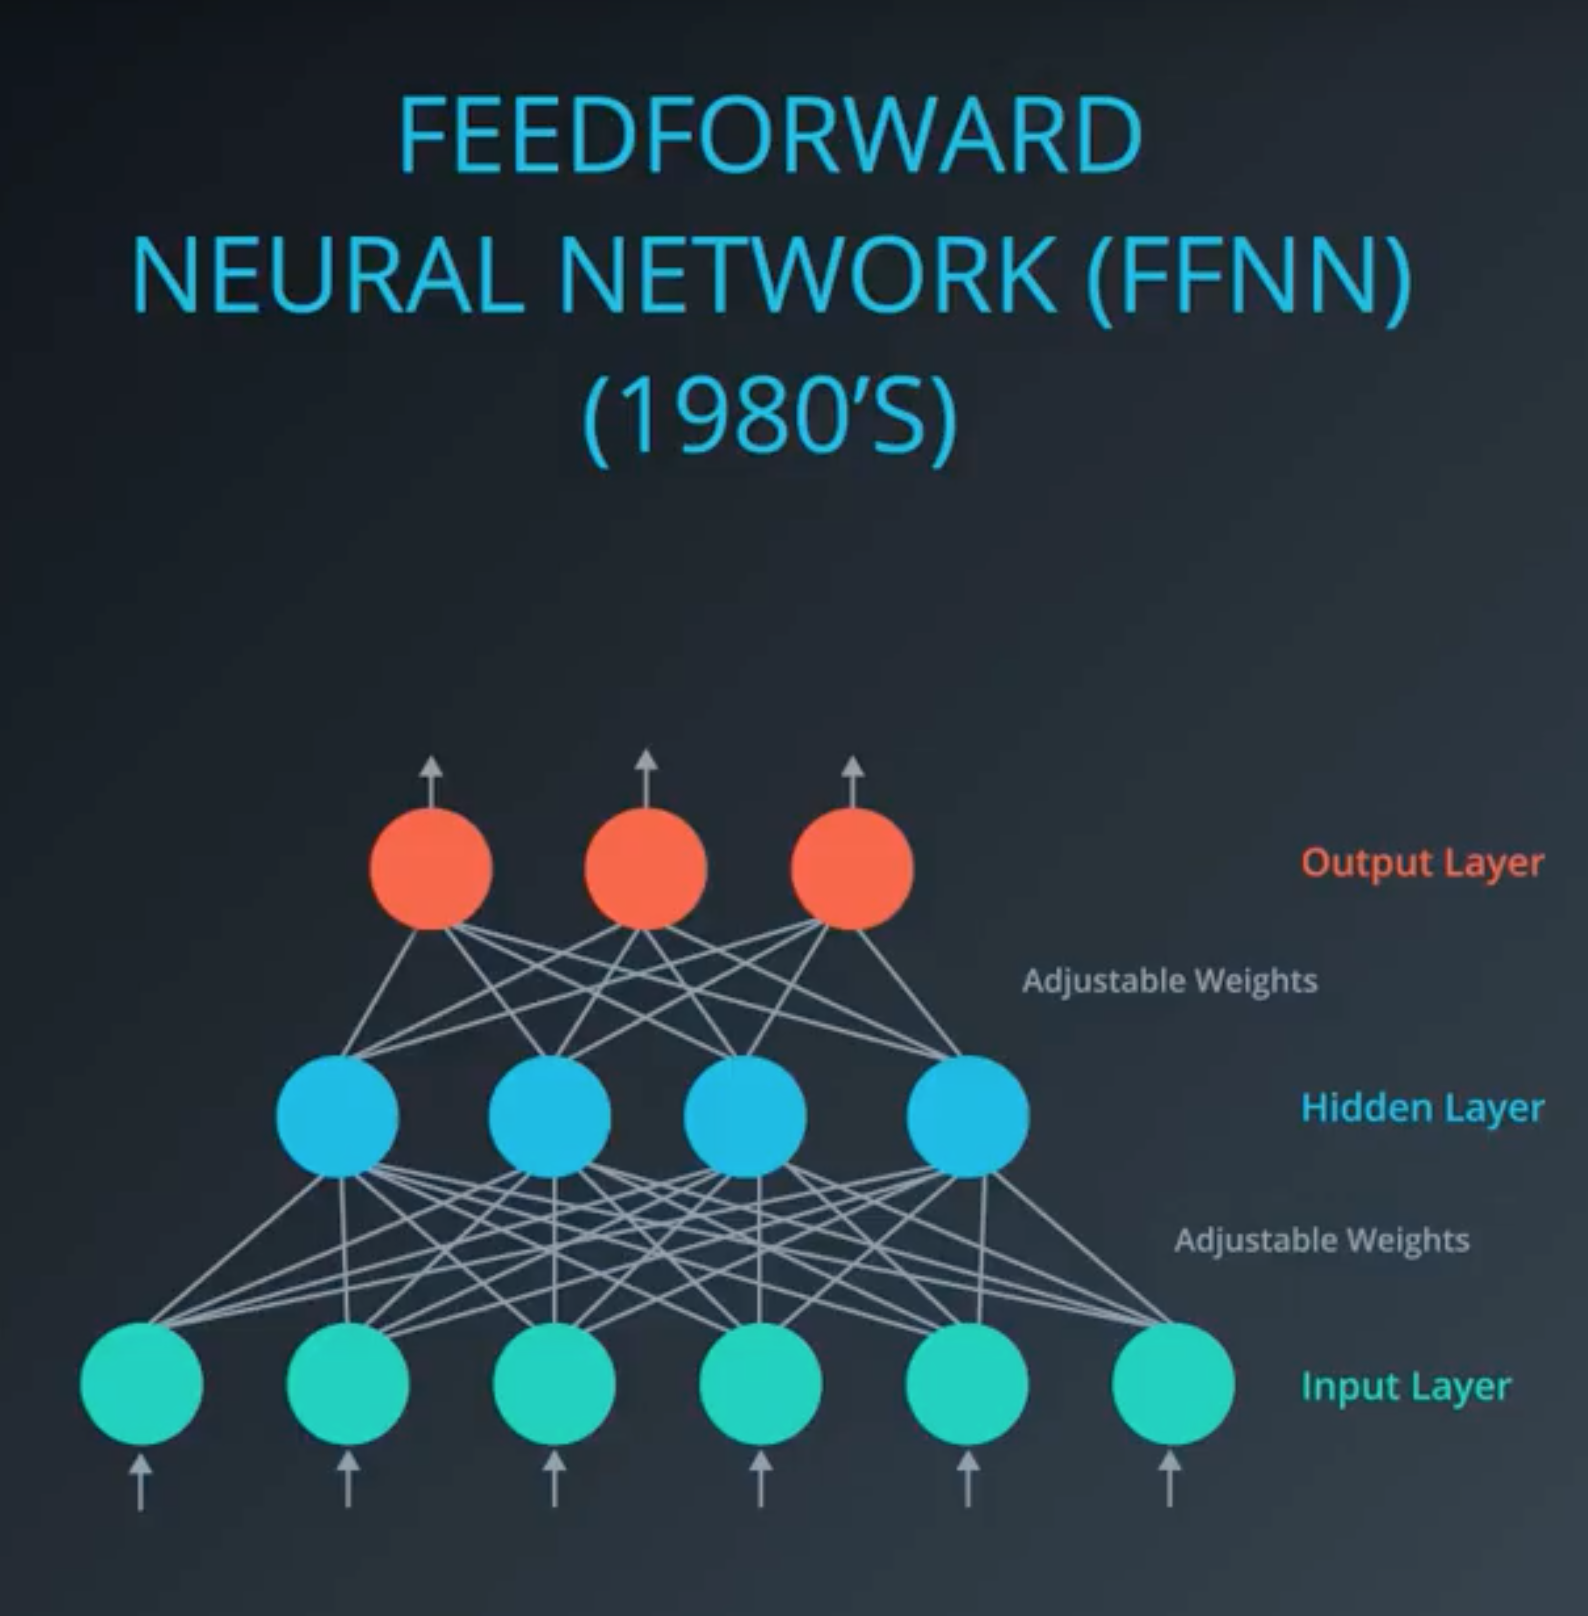 FEEDFORWARD
NEURAL NETWORK (FFNN)
(1980’S)
Output Layer
Adjustable Weights
Hidden Layer
Adjustable Weights
Input Layer